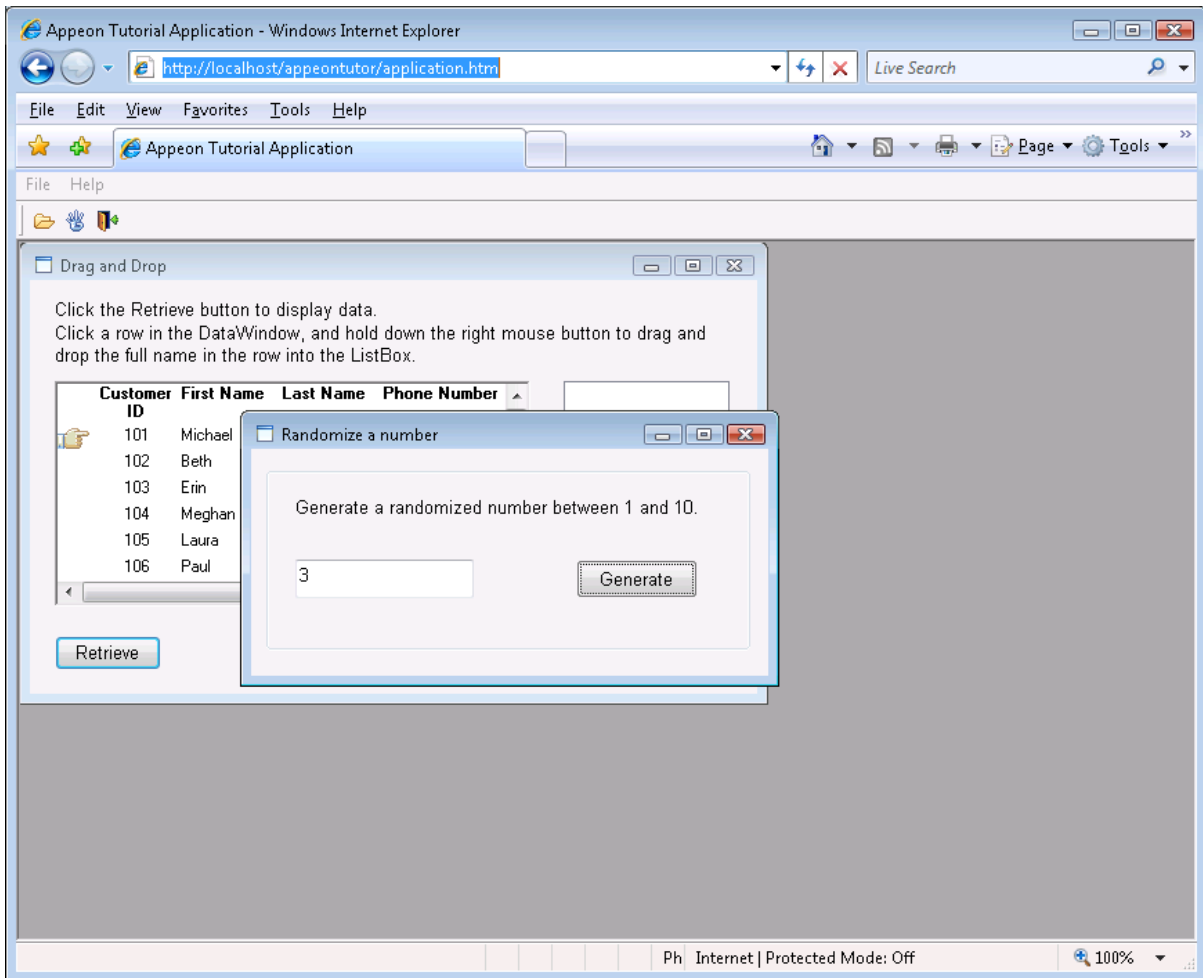 Appeon Tutorial Application - Windows Internet Explorer
http://localhost/appeontutor/application.htm
Live Search
File Edit View Favorites Tools Help
Appeon Tutorial Application
Page Tools
File Help
Drag and Drop
Click the Retrieve button to display data.
Click a row in the DataWindow, and hold down the right mouse button to drag and
drop the full name in the row into the ListBox.
Customer ID First Name Last Name Phone Number
101 Michael
102 Beth
103 Erin
104 Meghan
105 Laura
106 Paul
Retrieve
Randomize a number
Generate a randomized number between 1 and 10.
3
Generate
Ph Internet | Protected Mode: Off
100%